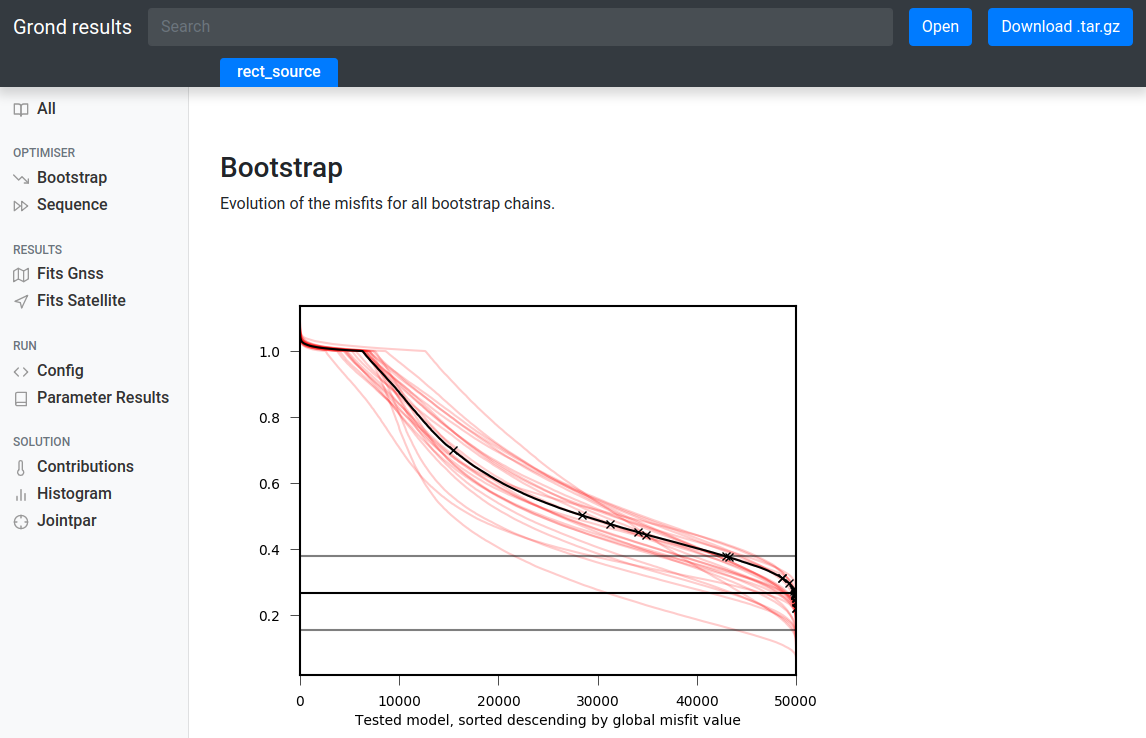 Grond results
Search
Open
Download .tar.gz
rect_source
All
OPTIMISER
Bootstrap
Sequence
RESULTS
Fits Gnss
Fits Satellite
RUN
Config
Parameter Results
SOLUTION
Contributions
Histogram
Jointpar
Bootstrap
Evolution of the misfits for all bootstrap chains.
1.0
0.8
0.6
0.4
0.2
0 10000 20000 30000 40000 50000
Tested model, sorted descending by global misfit value